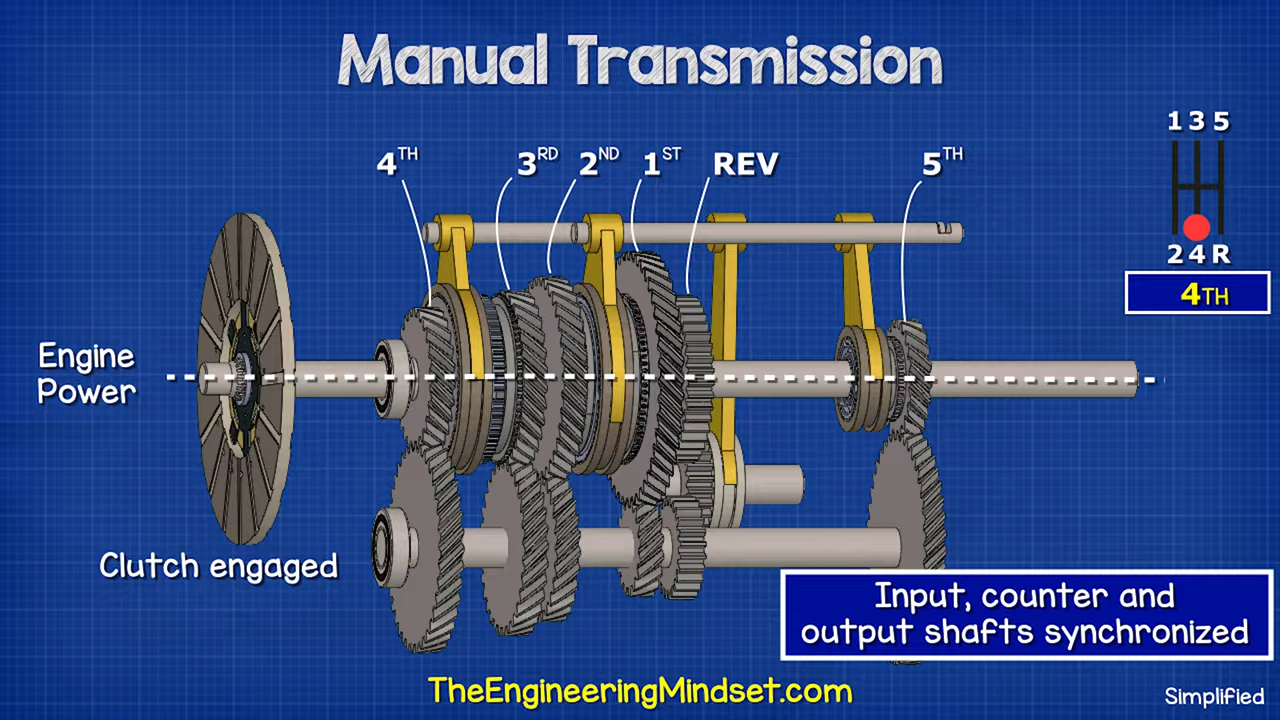 Manual Transmission
1 3 5
4TH 3RD 2ND 1ST REV 5TH
2 4 R
4TH
Engine
Power
Clutch engaged
Input, counter and
output shafts synchronized
TheEngineeringMindset.com
Simplified